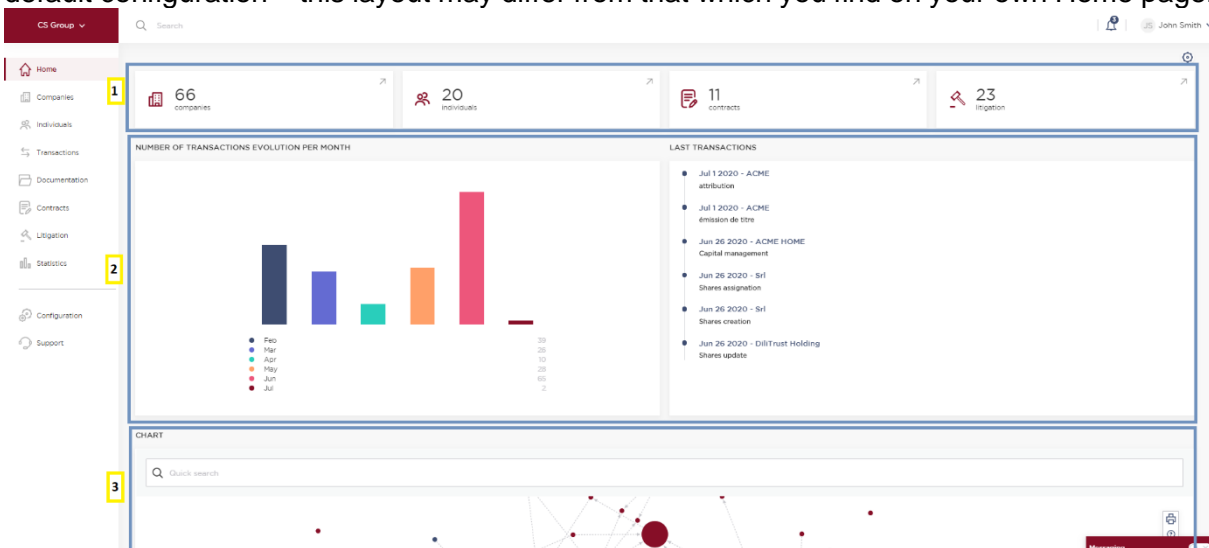 default configuration – this layout may differ from that which you find on your own Home page.
CS Group
Search
3
JS John Smith
Home
Companies
Individuals
Transactions
Documentation
Contracts
Litigation
Statistics
Configuration
Support
1
66
companies
20
individuals
11
contracts
23
litigation
2
NUMBER OF TRANSACTIONS EVOLUTION PER MONTH
Feb 39
Mar 26
Apr 10
May 28
Jun 65
Jul 2
LAST TRANSACTIONS
Jul 1 2020 - ACME
attribution
Jul 1 2020 - ACME
émission de titre
Jun 26 2020 - ACME HOME
Capital management
Jun 26 2020 - Srl
Shares assignation
Jun 26 2020 - Srl
Shares creation
Jun 26 2020 - DiliTrust Holding
Shares update
3
CHART
Quick search